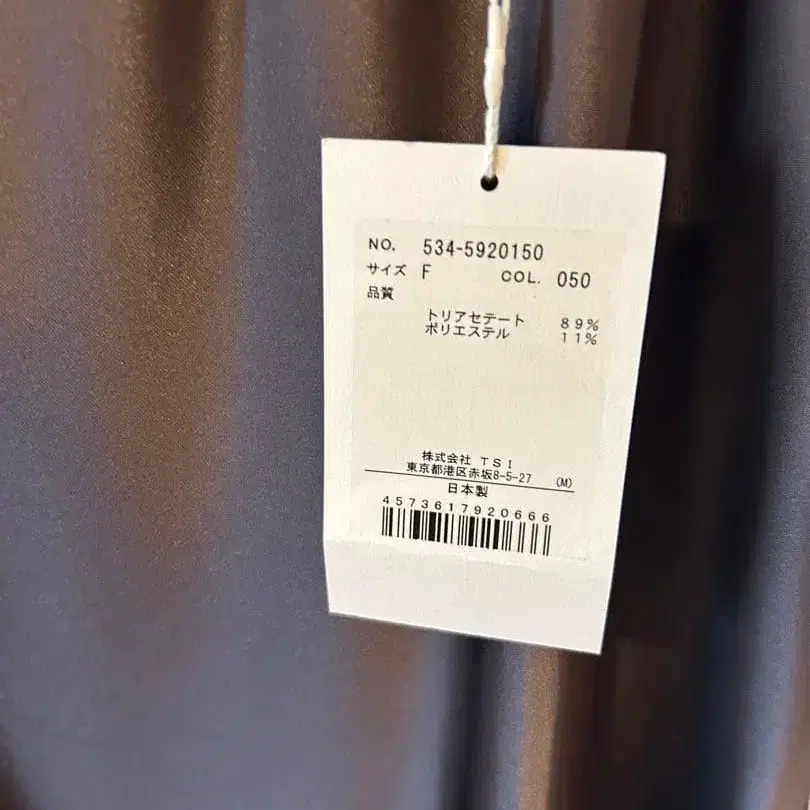 NO. 534-5920150
サイズ F COL. 050
品質
トリアセテート 89%
ポリエステル 11%
株式会社 TSI
東京都港区赤坂8-5-27 (M)
日本製
4573617920666